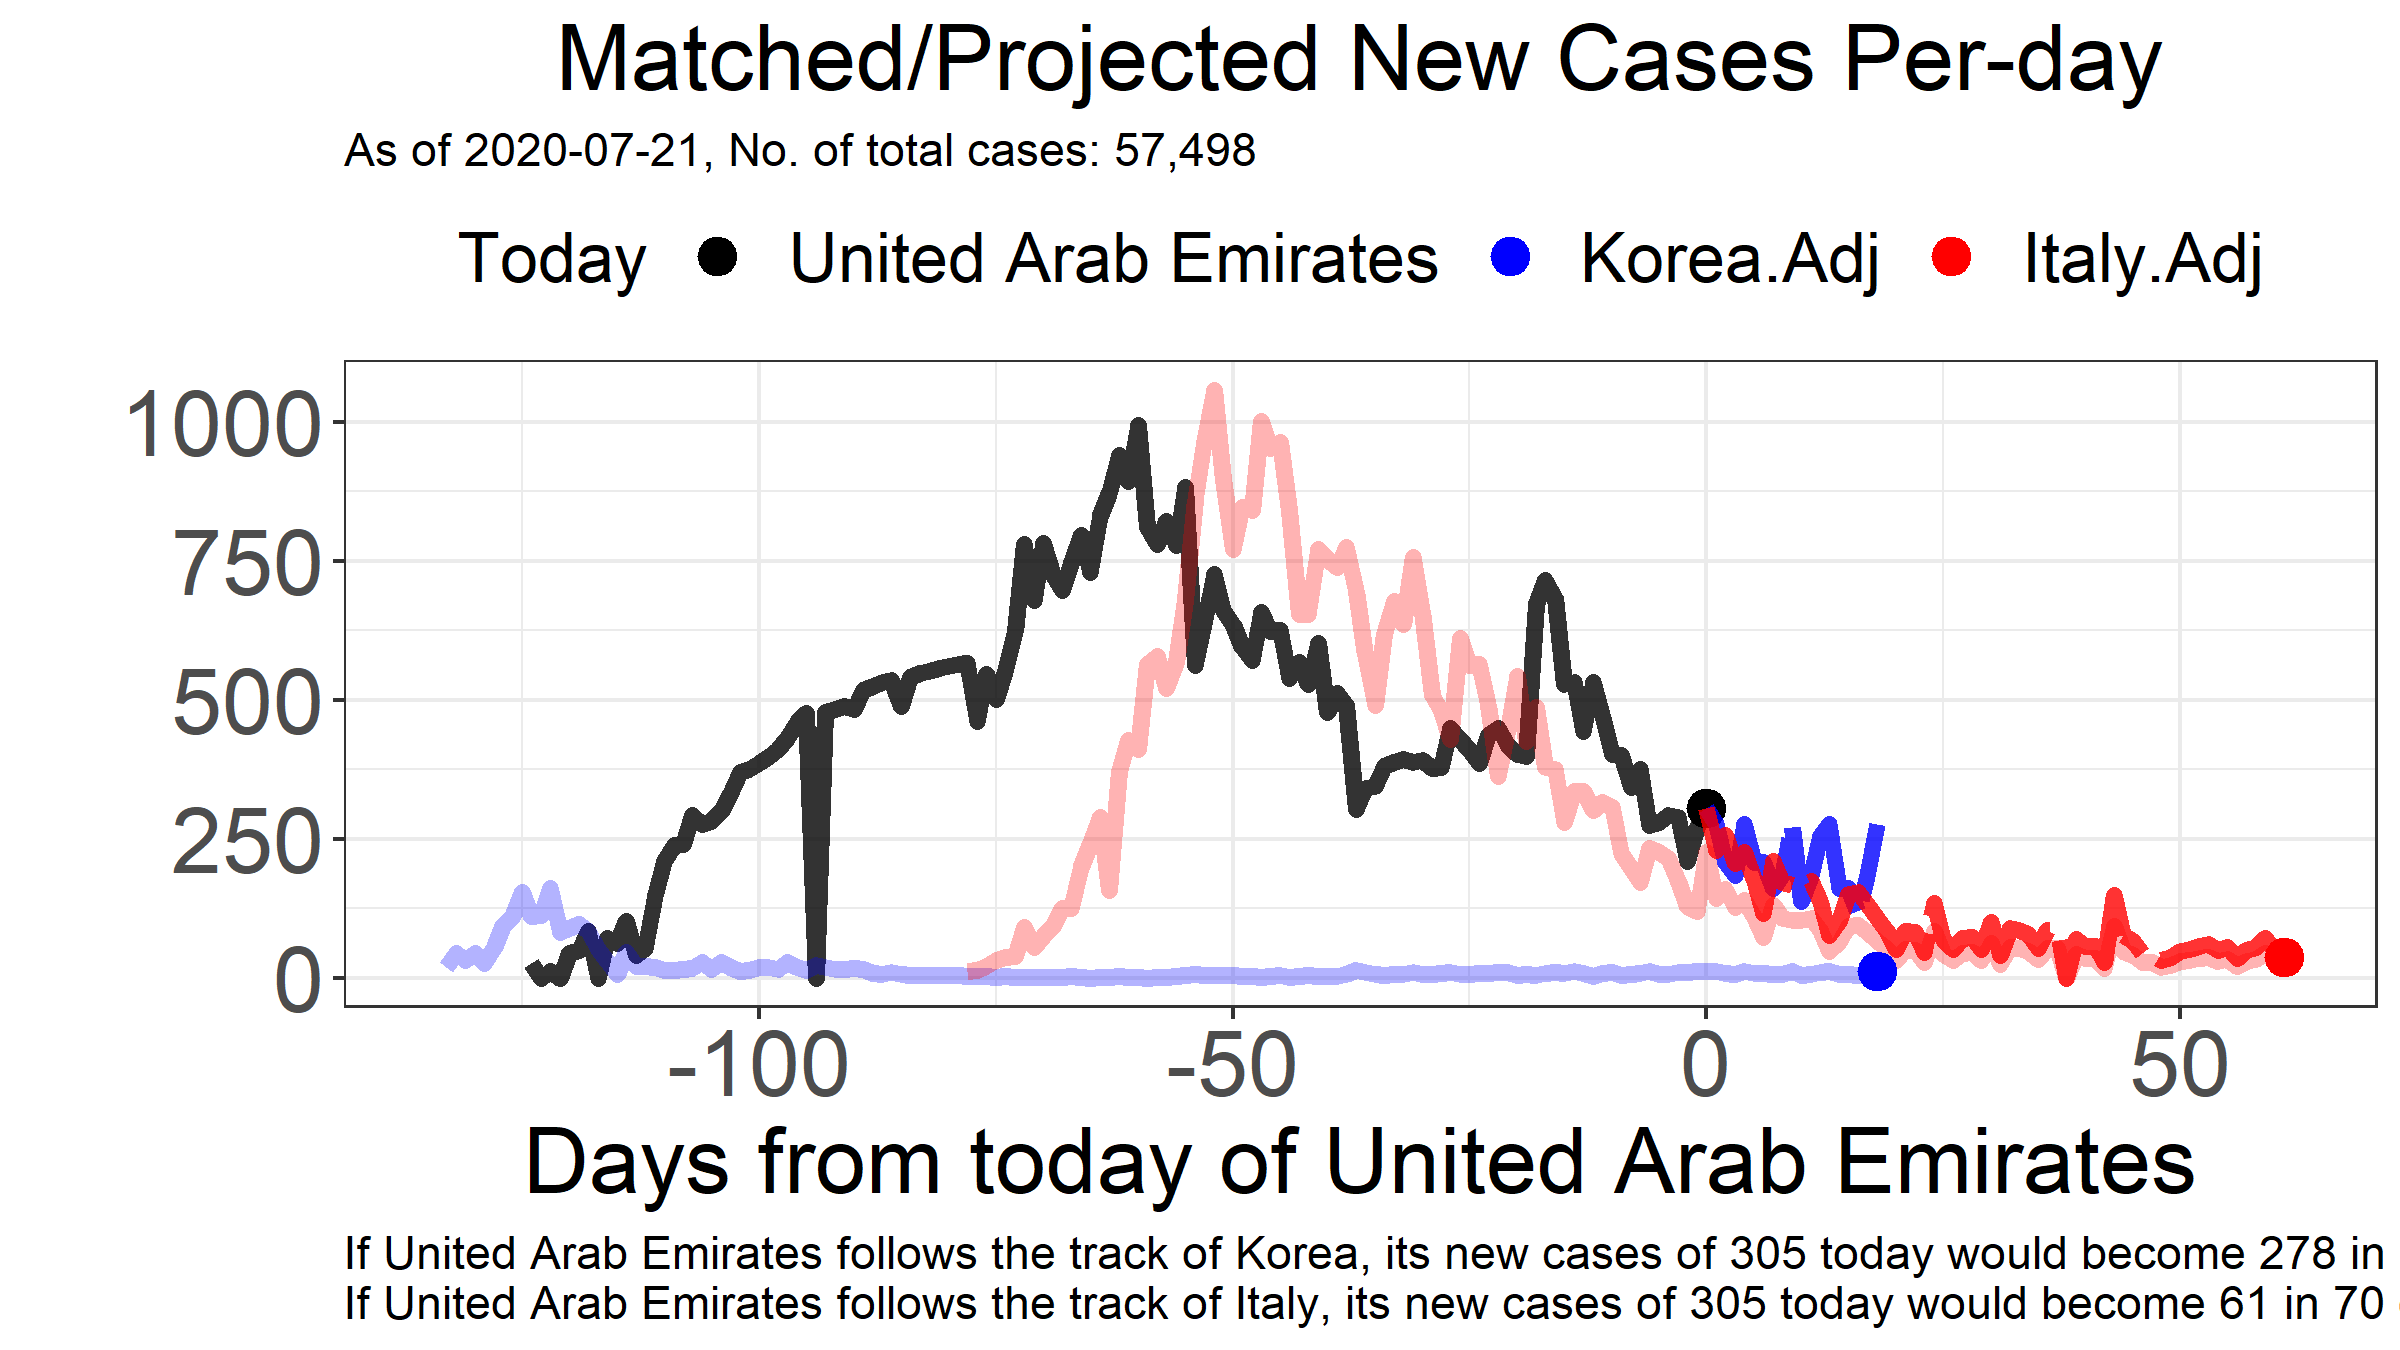 Matched/Projected New Cases Per-day
As of 2020-07-21, No. of total cases: 57,498
Today United Arab Emirates Korea.Adj Italy.Adj
1000
750
500
250
0
-100 -50 0 50
Days from today of United Arab Emirates
If United Arab Emirates follows the track of Korea, its new cases of 305 today would become 278 in
If United Arab Emirates follows the track of Italy, its new cases of 305 today would become 61 in 70